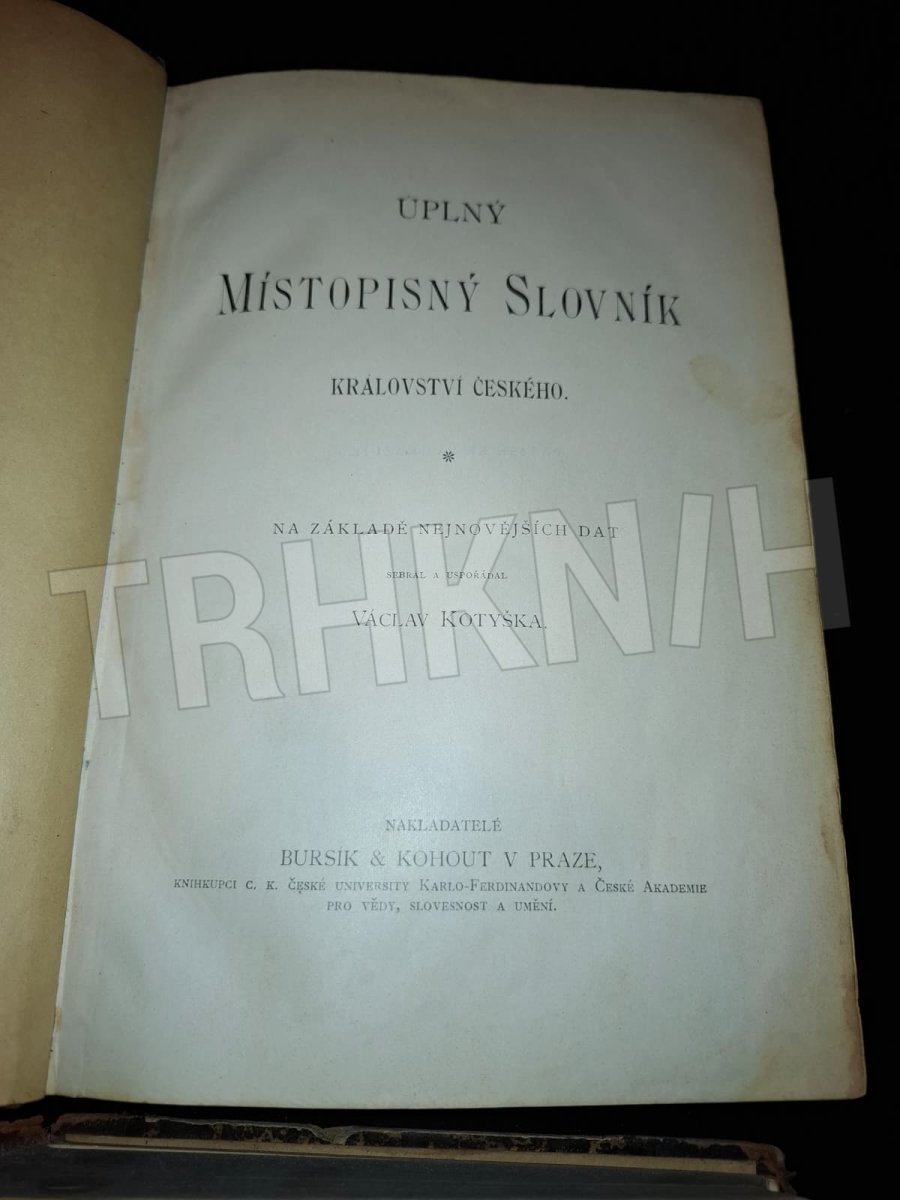 ÚPLNÝ
MÍSTOPISNÝ SLOVNÍK
KRÁLOVSTVÍ ČESKÉHO.
*
NA ZÁKLADĚ NEJNOVĚJŠÍCH DAT
SEBRAL A USPOŘÁDAL
VÁCLAV KOTYŠKA.
TRHKNIH
NAKLADATELÉ
BURSÍK & KOHOUT V PRAZE,
KNIHKUPCI C. K. ČESKÉ UNIVERSITY KARLO-FERDINANDOVY A ČESKÉ AKADEMIE
PRO VĚDY, SLOVESNOST A UMĚNÍ.